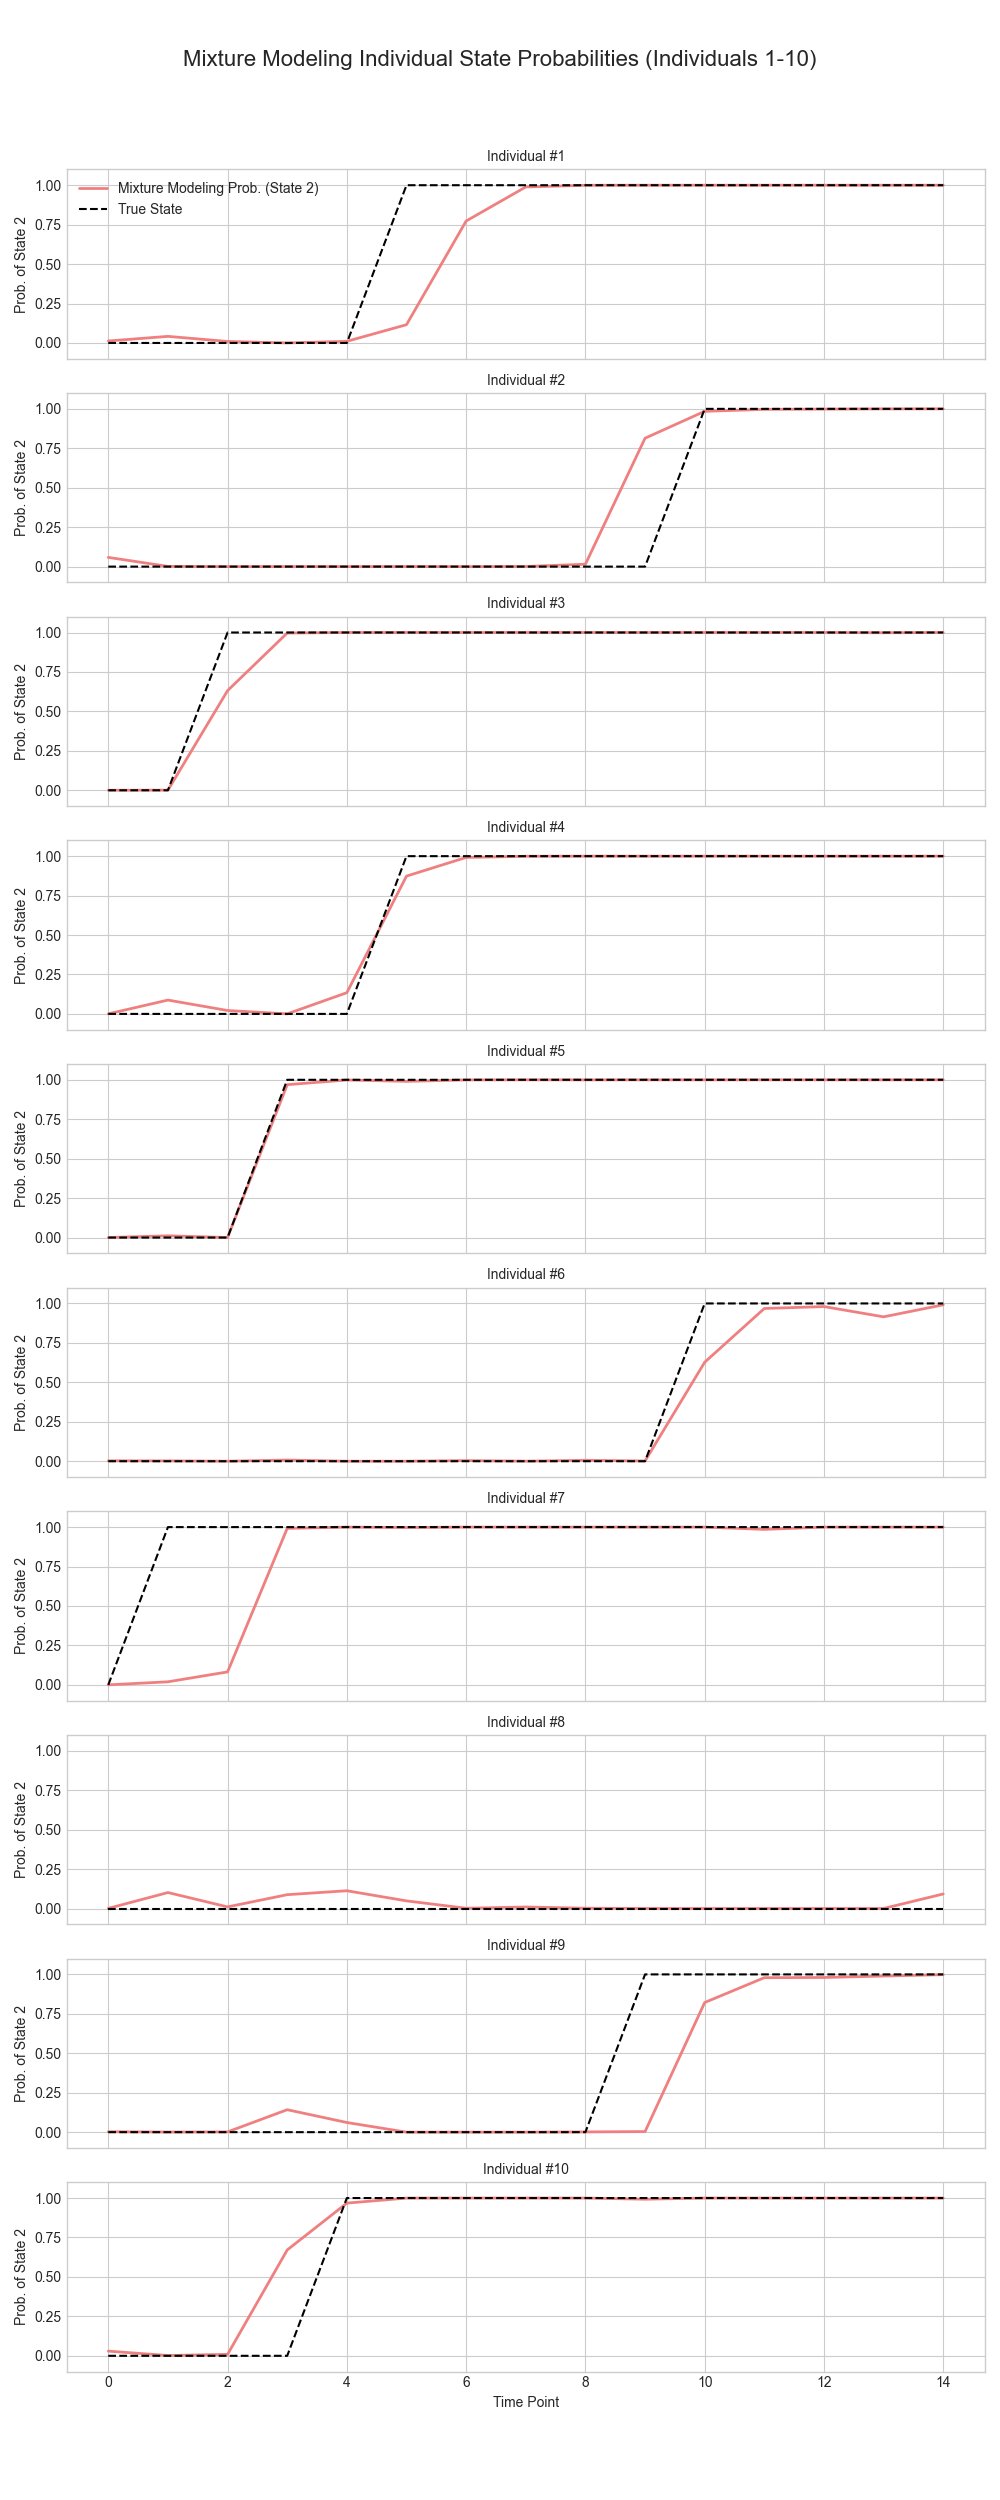 Mixture Modeling Individual State Probabilities (Individuals 1-10)
Individual #1
Mixture Modeling Prob. (State 2)
True State
1.00
0.75
0.50
0.25
0.00
Prob. of State 2
Individual #2
1.00
0.75
0.50
0.25
0.00
Prob. of State 2
Individual #3
1.00
0.75
0.50
0.25
0.00
Prob. of State 2
Individual #4
1.00
0.75
0.50
0.25
0.00
Prob. of State 2
Individual #5
1.00
0.75
0.50
0.25
0.00
Prob. of State 2
Individual #6
1.00
0.75
0.50
0.25
0.00
Prob. of State 2
Individual #7
1.00
0.75
0.50
0.25
0.00
Prob. of State 2
Individual #8
1.00
0.75
0.50
0.25
0.00
Prob. of State 2
Individual #9
1.00
0.75
0.50
0.25
0.00
Prob. of State 2
Individual #10
1.00
0.75
0.50
0.25
0.00
Prob. of State 2
0 2 4 6 8 10 12 14
Time Point